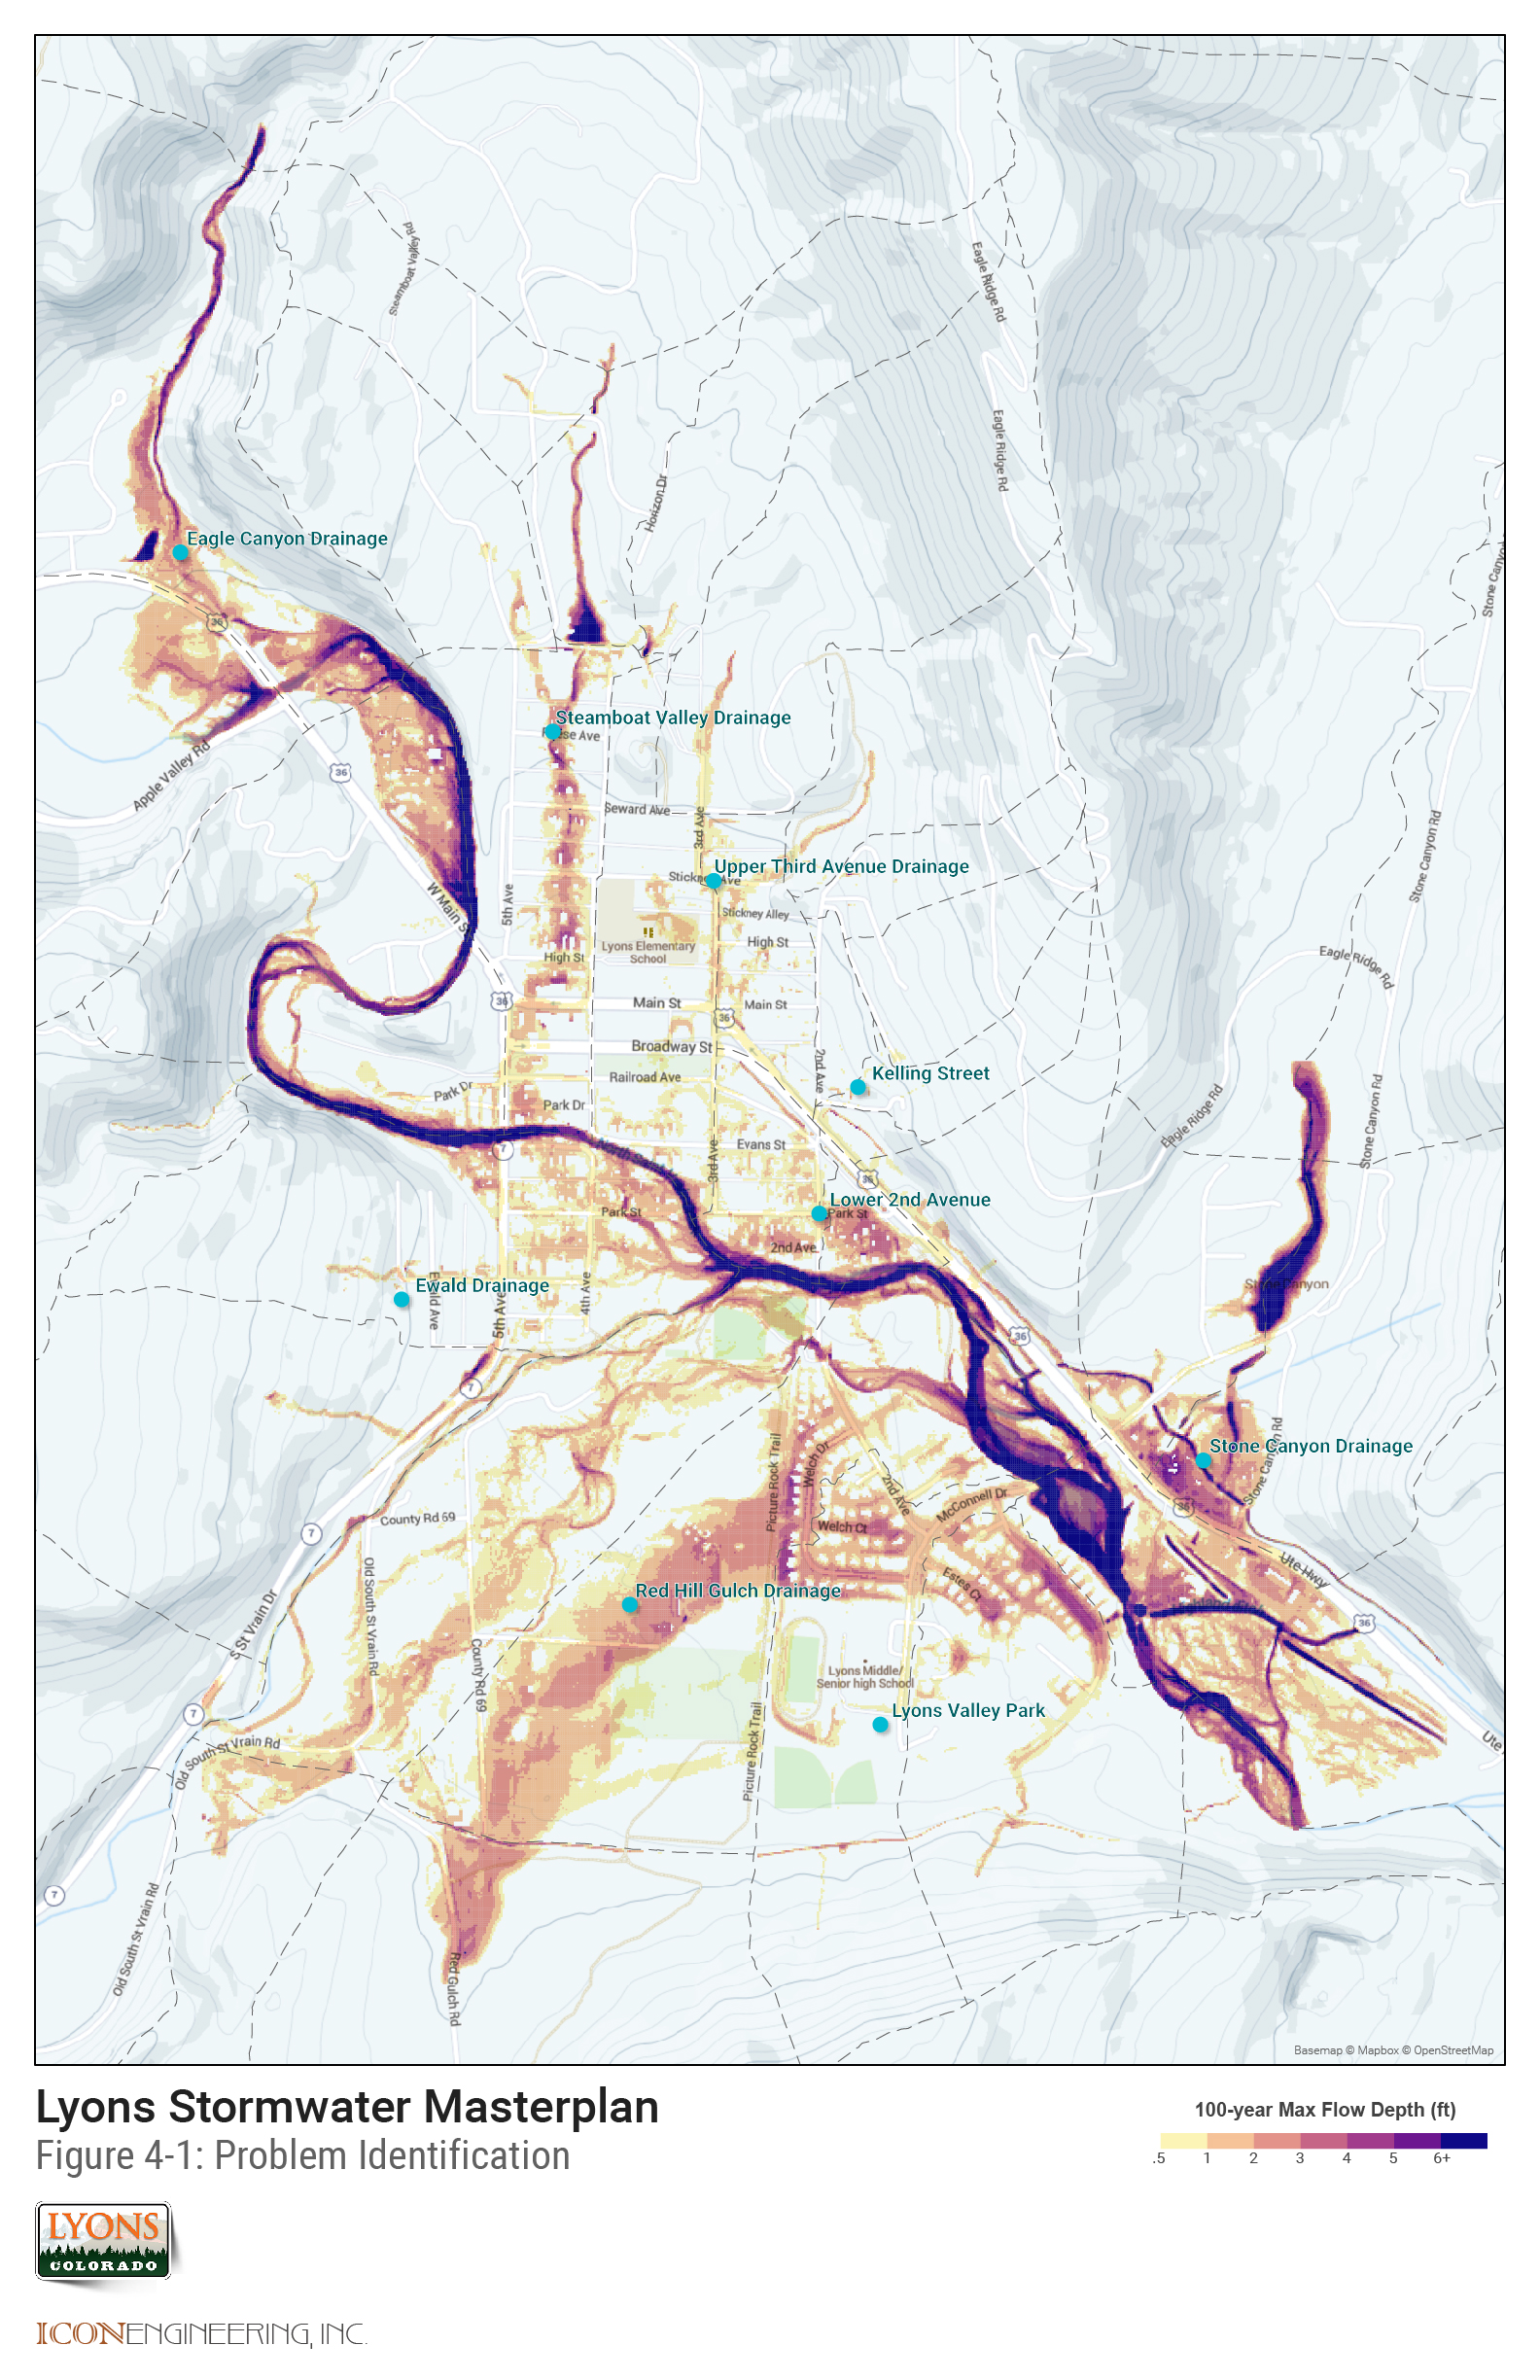 Steamboat Valley Rd
Eagle Ridge Rd
Eagle Ridge Rd
Horizon Dr
Eagle Canyon Drainage
Stone Canyon
36
Steamboat Valley Drainage
Reese Ave
Apple Valley Rd
36
Seward Ave
3rd Ave
Stone Canyon Rd
Upper Third Avenue Drainage
Stickney Ave
W Main St
5th Ave
Stickney Alley
Lyons Elementary
School
High St
High St
Eagle Ridge Rd
36
Main St
Main St
36
Broadway St
2nd Ave
Kelling Street
Railroad Ave
Park Dr
Park Dr
Eagle Ridge Rd
Stone Canyon Rd
7
Evans St
3rd Ave
36
Lower 2nd Avenue
Park St
Park St
2nd Ave
Ewald Drainage
Ewald Ave
5th Ave
4th Ave
Stone Canyon
36
7
Stone Canyon Drainage
Stone Canyon Rd
Picture Rock Trail
Welch Dr
2nd Ave
McConnell Dr
36
County Rd 69
7
Welch Ct
Ute Hwy
Estes Ct
Red Hill Gulch Drainage
Old South St Vrain Rd
S St Vrain Dr
36
County Rd 69
Lyons Middle/
Senior high School
7
Lyons Valley Park
Picture Rock Trail
Old South St Vrain Rd
Ute
7
Old South St Vrain Rd
Red Gulch Rd
Basemap © Mapbox © OpenStreetMap
Lyons Stormwater Masterplan
Figure 4-1: Problem Identification
100-year Max Flow Depth (ft)
.5 1 2 3 4 5 6+
LYONS
COLORADO
ICONENGINEERING, INC.